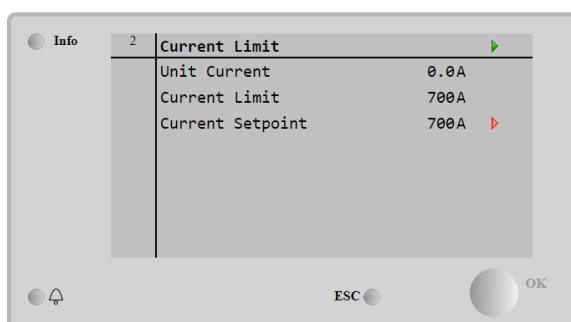 Info
2 Current Limit
Unit Current 0.0A
Current Limit 700A
Current Setpoint 700A
ESC OK